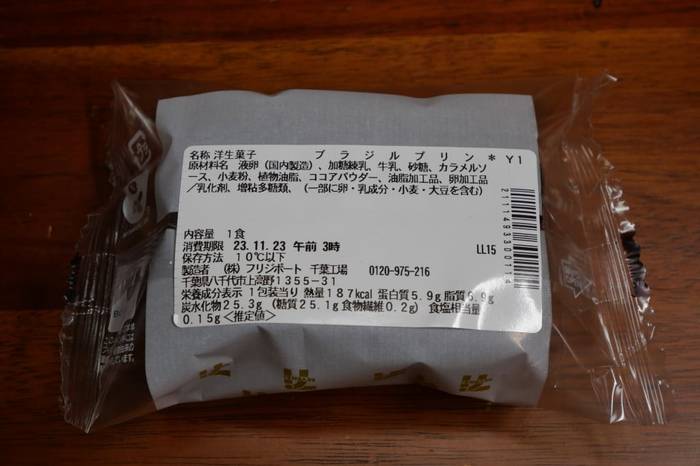 名称 洋生菓子 ブラジルプリン＊Y1
原材料名 液卵（国内製造）、加糖練乳、牛乳、砂糖、カラメルソ
ース、小麦粉、植物油脂、ココアパウダー、油脂加工品、卵加工品
／乳化剤、増粘多糖類、（一部に卵・乳成分・小麦・大豆を含む）
内容量 1食
消費期限 23.11.23 午前 3時 LL15
保存方法 10℃以下
製造者 （株）フリジポート 千葉工場 0120-975-216
千葉県八千代市上高野1355-31
栄養成分表示 1包装当り 熱量187kcal 蛋白質5.9g 脂質6.9g
炭水化物25.3g（糖質25.1g 食物繊維0.2g） 食塩相当量
0.15g〈推定値〉